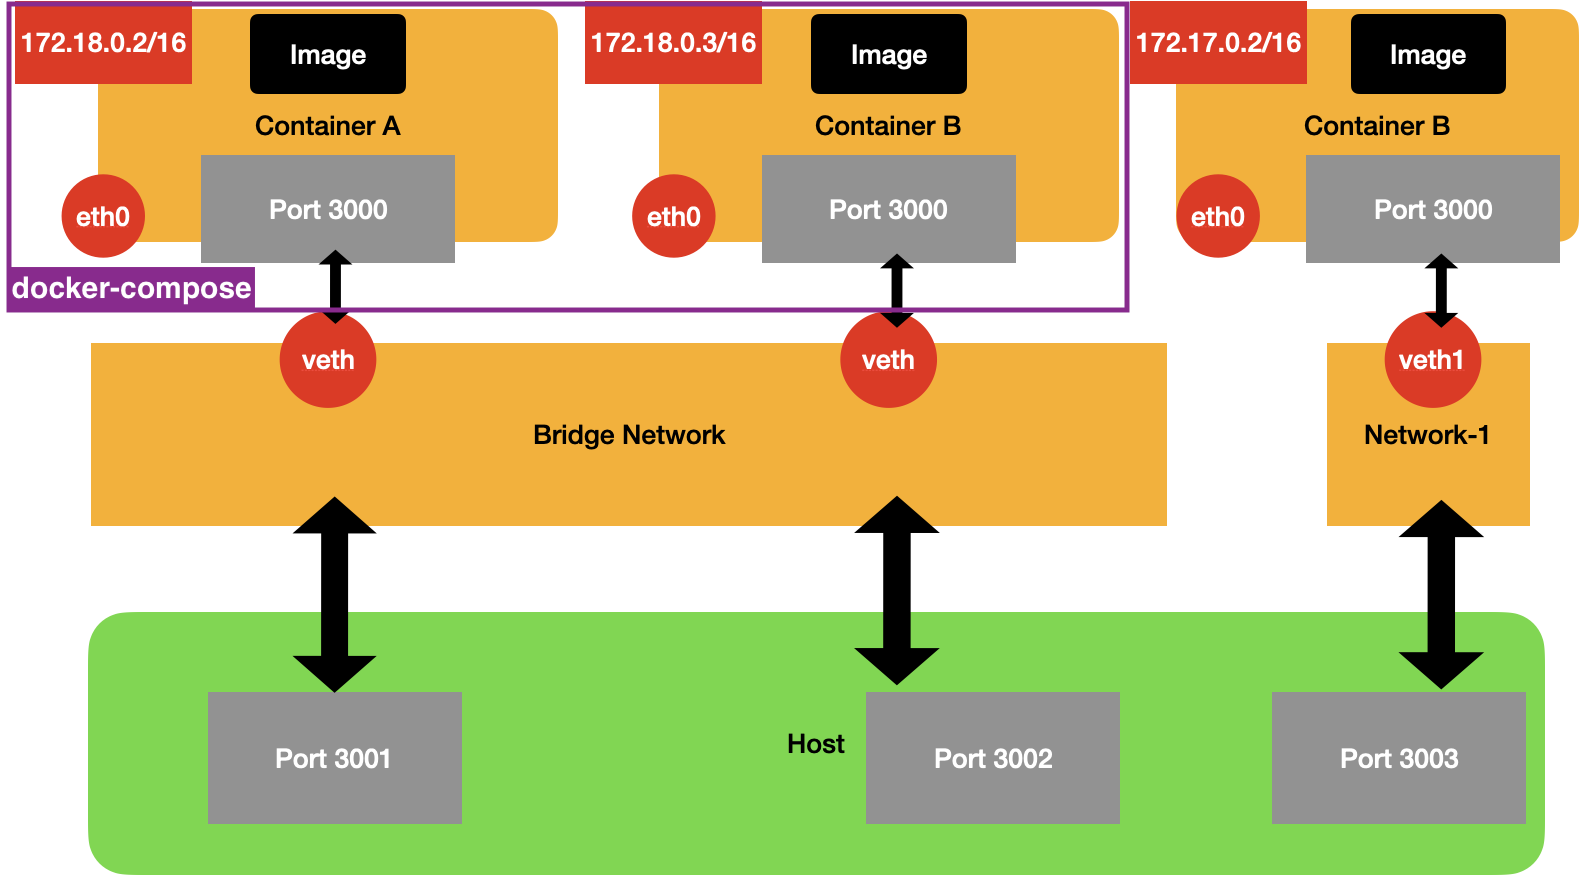 172.18.0.2/16
Image
Container A
Port 3000
eth0
172.18.0.3/16
Image
Container B
Port 3000
eth0
172.17.0.2/16
Image
Container B
Port 3000
eth0
docker-compose
veth
veth
veth1
Bridge Network
Network-1
Host
Port 3001
Port 3002
Port 3003